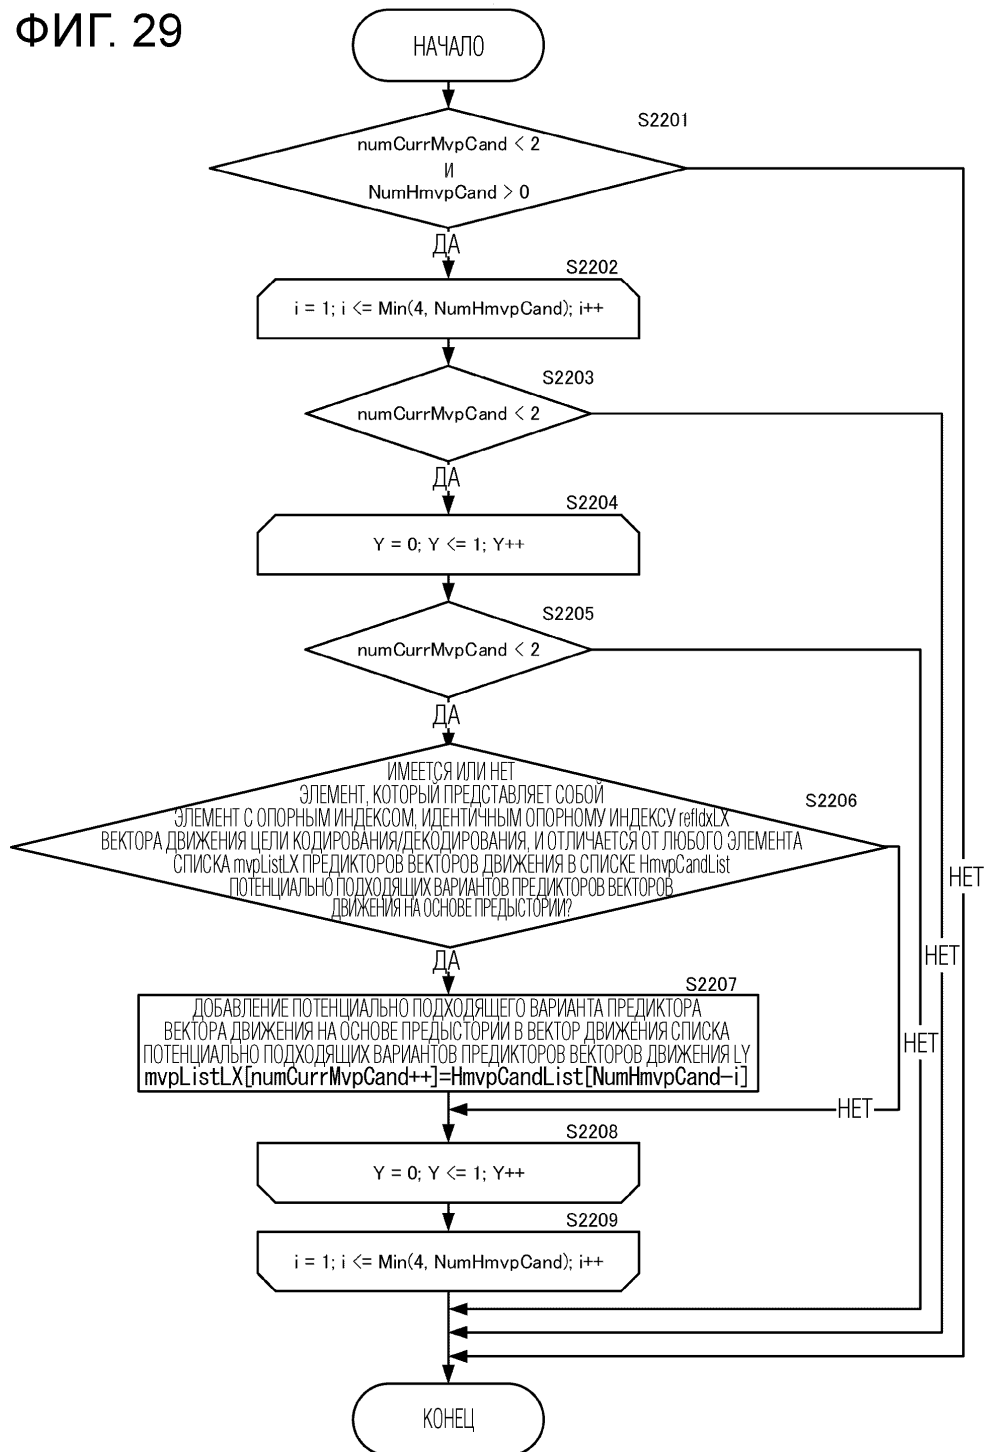 ФИГ. 29
НАЧАЛО
S2201
numCurrMvpCand < 2
И
NumHmvpCand > 0
ДА
S2202
i = 1; i <= Min(4, NumHmvpCand); i++
S2203
numCurrMvpCand < 2
ДА
S2204
Y = 0; Y <= 1; Y++
S2205
numCurrMvpCand < 2
ДА
S2206
ИМЕЕТСЯ ИЛИ НЕТ
ЭЛЕМЕНТ, КОТОРЫЙ ПРЕДСТАВЛЯЕТ СОБОЙ
ЭЛЕМЕНТ С ОПОРНЫМ ИНДЕКСОМ, ИДЕНТИЧНЫМ ОПОРНОМУ ИНДЕКСУ refIdxLX
ВЕКТОРА ДВИЖЕНИЯ ЦЕЛИ КОДИРОВАНИЯ/ДЕКОДИРОВАНИЯ, И ОТЛИЧАЕТСЯ ОТ ЛЮБОГО ЭЛЕМЕНТА
СПИСКА mvpListLX ПРЕДИКТОРОВ ВЕКТОРОВ ДВИЖЕНИЯ В СПИСКЕ HmvpCandList
ПОТЕНЦИАЛЬНО ПОДХОДЯЩИХ ВАРИАНТОВ ПРЕДИКТОРОВ ВЕКТОРОВ
ДВИЖЕНИЯ НА ОСНОВЕ ПРЕДЫСТОРИИ?
НЕТ
НЕТ
ДА
S2207
ДОБАВЛЕНИЕ ПОТЕНЦИАЛЬНО ПОДХОДЯЩЕГО ВАРИАНТА ПРЕДИКТОРА
ВЕКТОРА ДВИЖЕНИЯ НА ОСНОВЕ ПРЕДЫСТОРИИ В ВЕКТОР ДВИЖЕНИЯ СПИСКА
ПОТЕНЦИАЛЬНО ПОДХОДЯЩИХ ВАРИАНТОВ ПРЕДИКТОРОВ ВЕКТОРОВ ДВИЖЕНИЯ LY
mvpListLX[numCurrMvpCand++]=HmvpCandList[NumHmvpCand-i]
НЕТ
НЕТ
S2208
Y = 0; Y <= 1; Y++
S2209
i = 1; i <= Min(4, NumHmvpCand); i++
КОНЕЦ